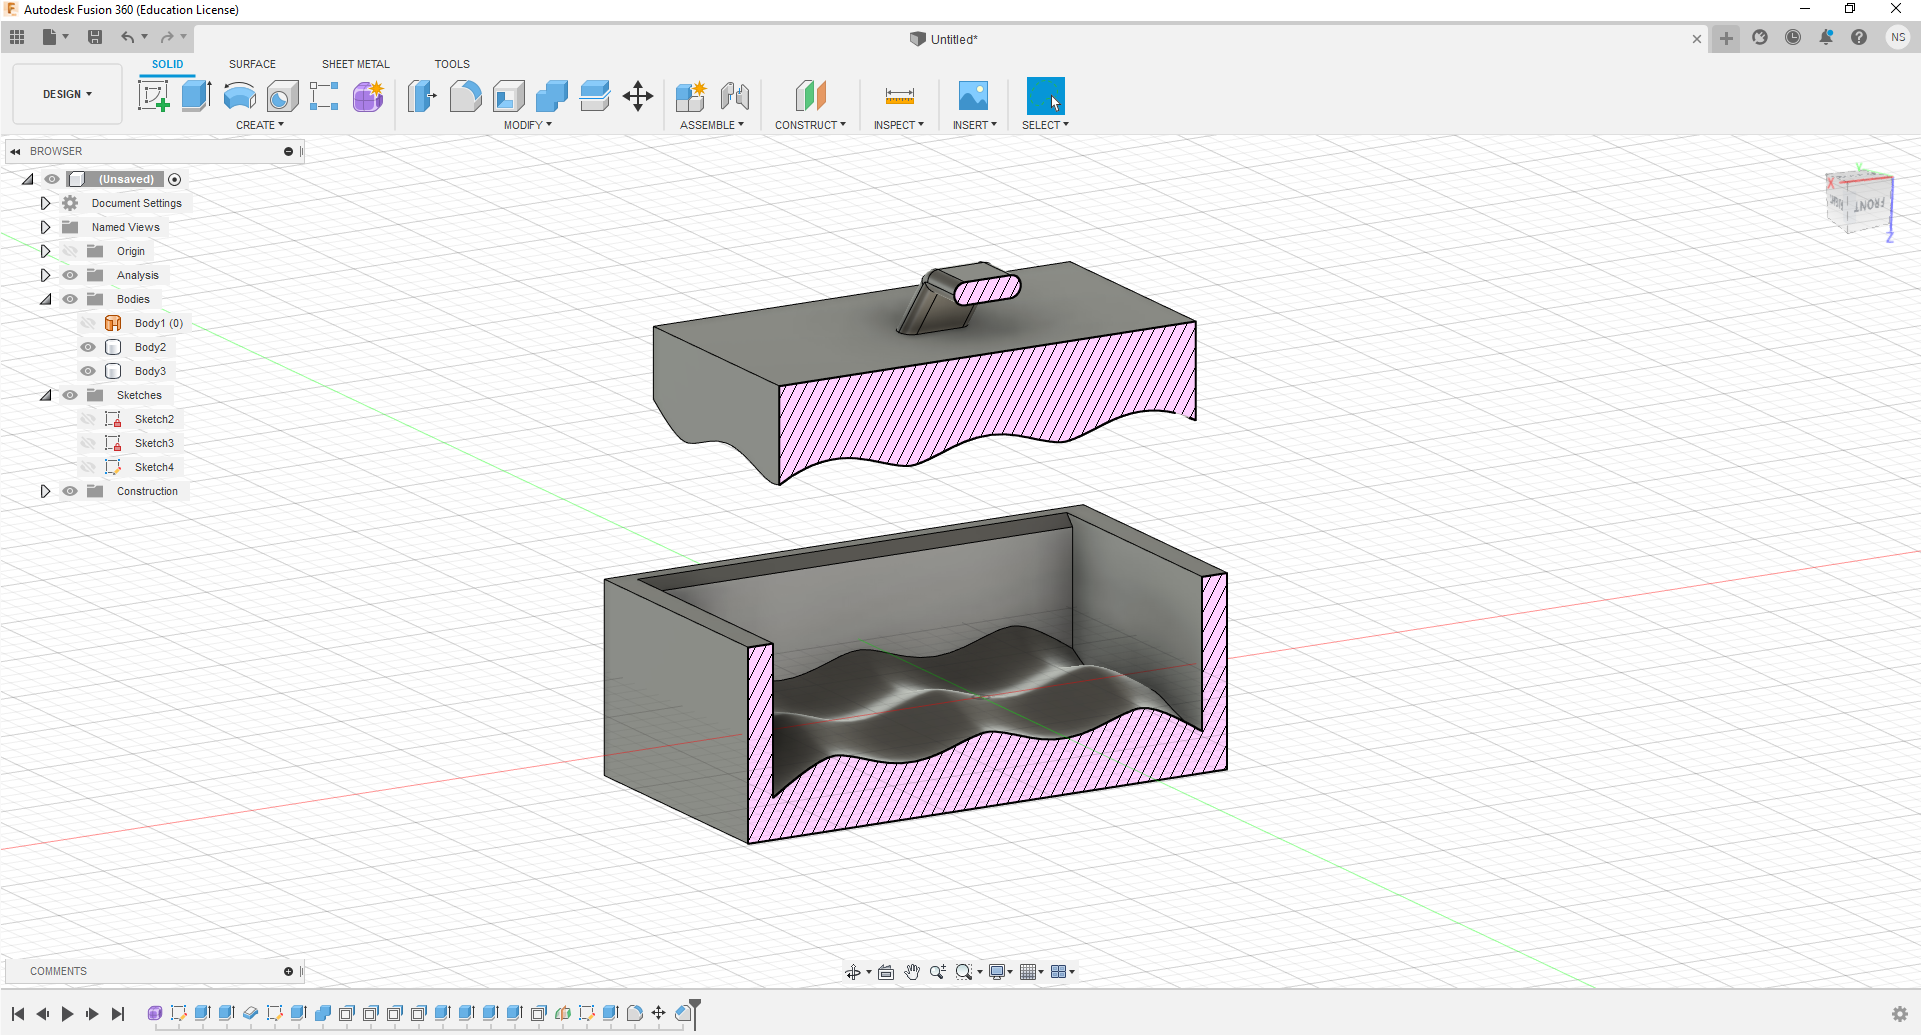 Autodesk Fusion 360 (Education License)
Untitled*
NS
SOLID
SURFACE
SHEET METAL
TOOLS
DESIGN
CREATE
MODIFY
ASSEMBLE
CONSTRUCT
INSPECT
INSERT
SELECT
BROWSER
(Unsaved)
Document Settings
Named Views
Origin
Analysis
Bodies
Body1 (0)
Body2
Body3
Sketches
Sketch2
Sketch3
Sketch4
Construction
Y
X
FRONT
Z
COMMENTS